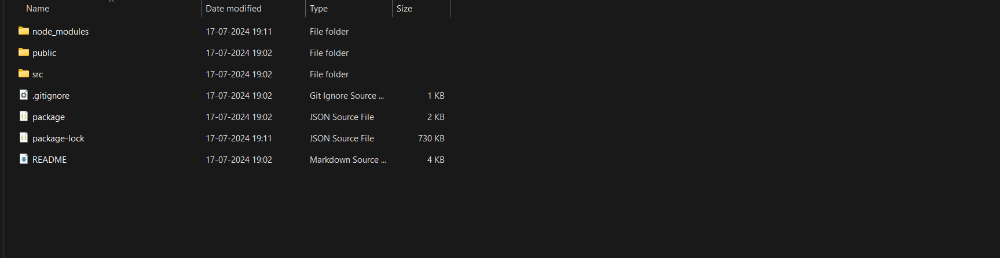 Name Date modified Type Size
node_modules 17-07-2024 19:11 File folder
public 17-07-2024 19:02 File folder
src 17-07-2024 19:02 File folder
.gitignore 17-07-2024 19:02 Git Ignore Source ... 1 KB
package 17-07-2024 19:02 JSON Source File 2 KB
package-lock 17-07-2024 19:11 JSON Source File 730 KB
README 17-07-2024 19:02 Markdown Source ... 4 KB